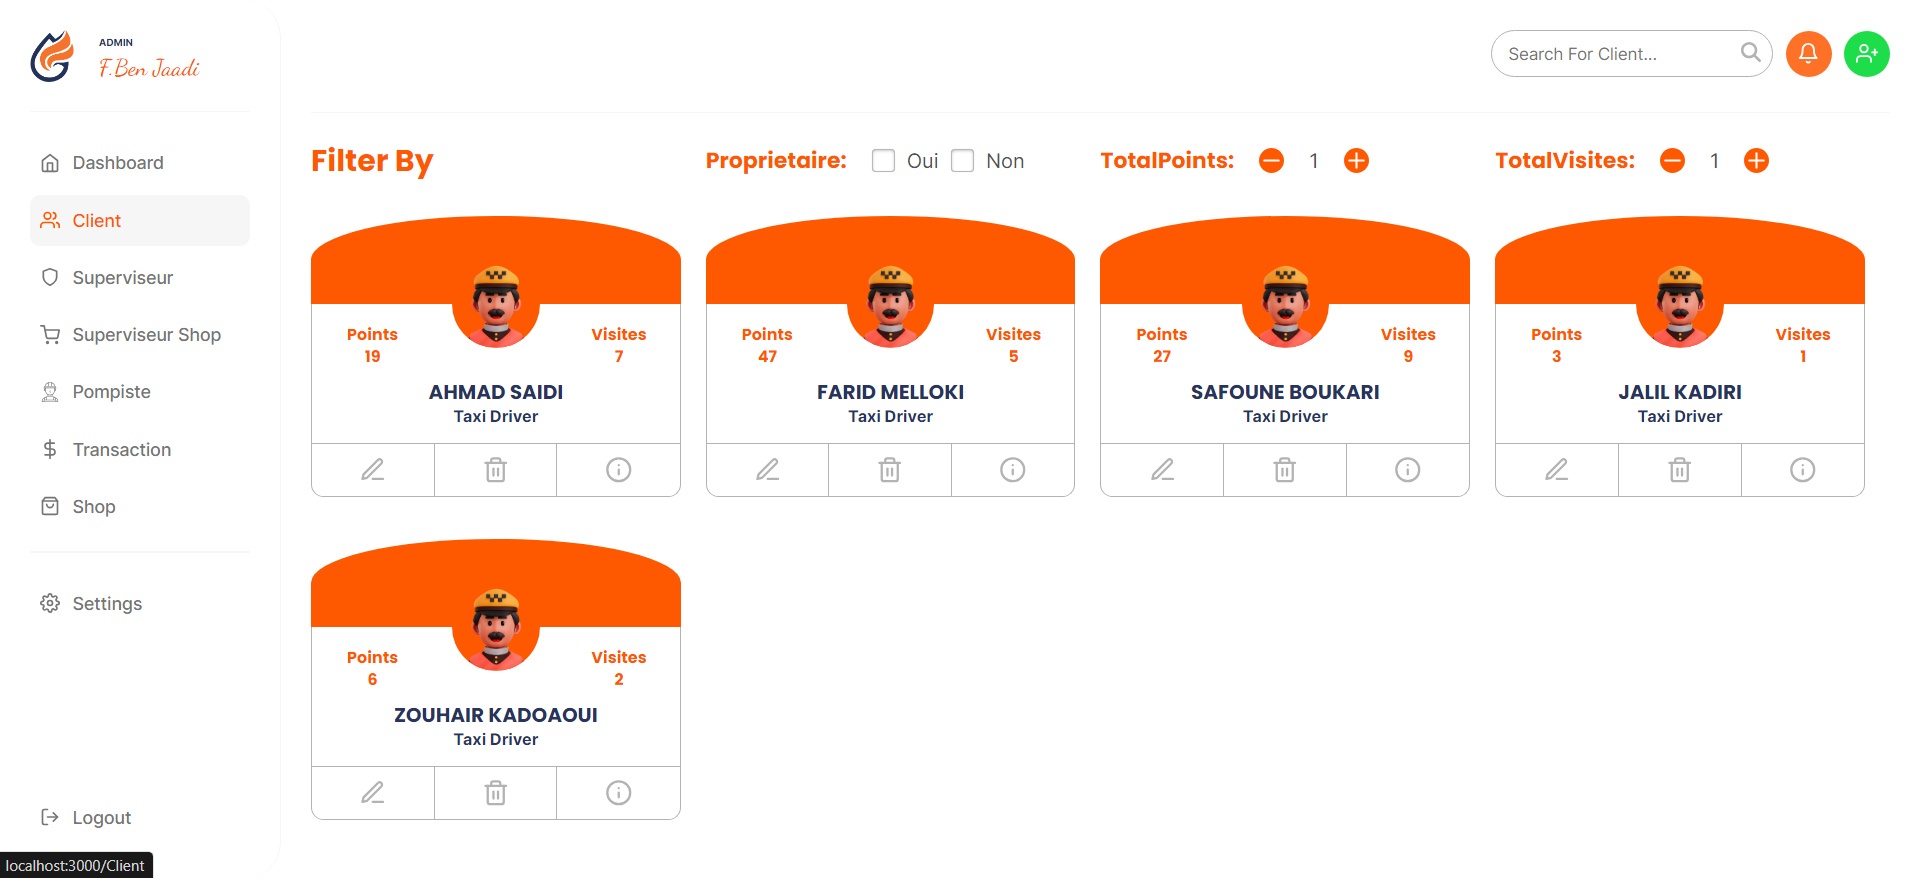 ADMIN
F.Ben Jaadi
Dashboard
Client
Superviseur
Superviseur Shop
Pompiste
Transaction
Shop
Settings
Logout
localhost:3000/Client
Search For Client...
Filter By
Proprietaire: Oui Non
TotalPoints: 1
TotalVisites: 1
Points
19
Visites
7
AHMAD SAIDI
Taxi Driver
Points
47
Visites
5
FARID MELLOKI
Taxi Driver
Points
27
Visites
9
SAFOUNE BOUKARI
Taxi Driver
Points
3
Visites
1
JALIL KADIRI
Taxi Driver
Points
6
Visites
2
ZOUHAIR KADOAOUI
Taxi Driver